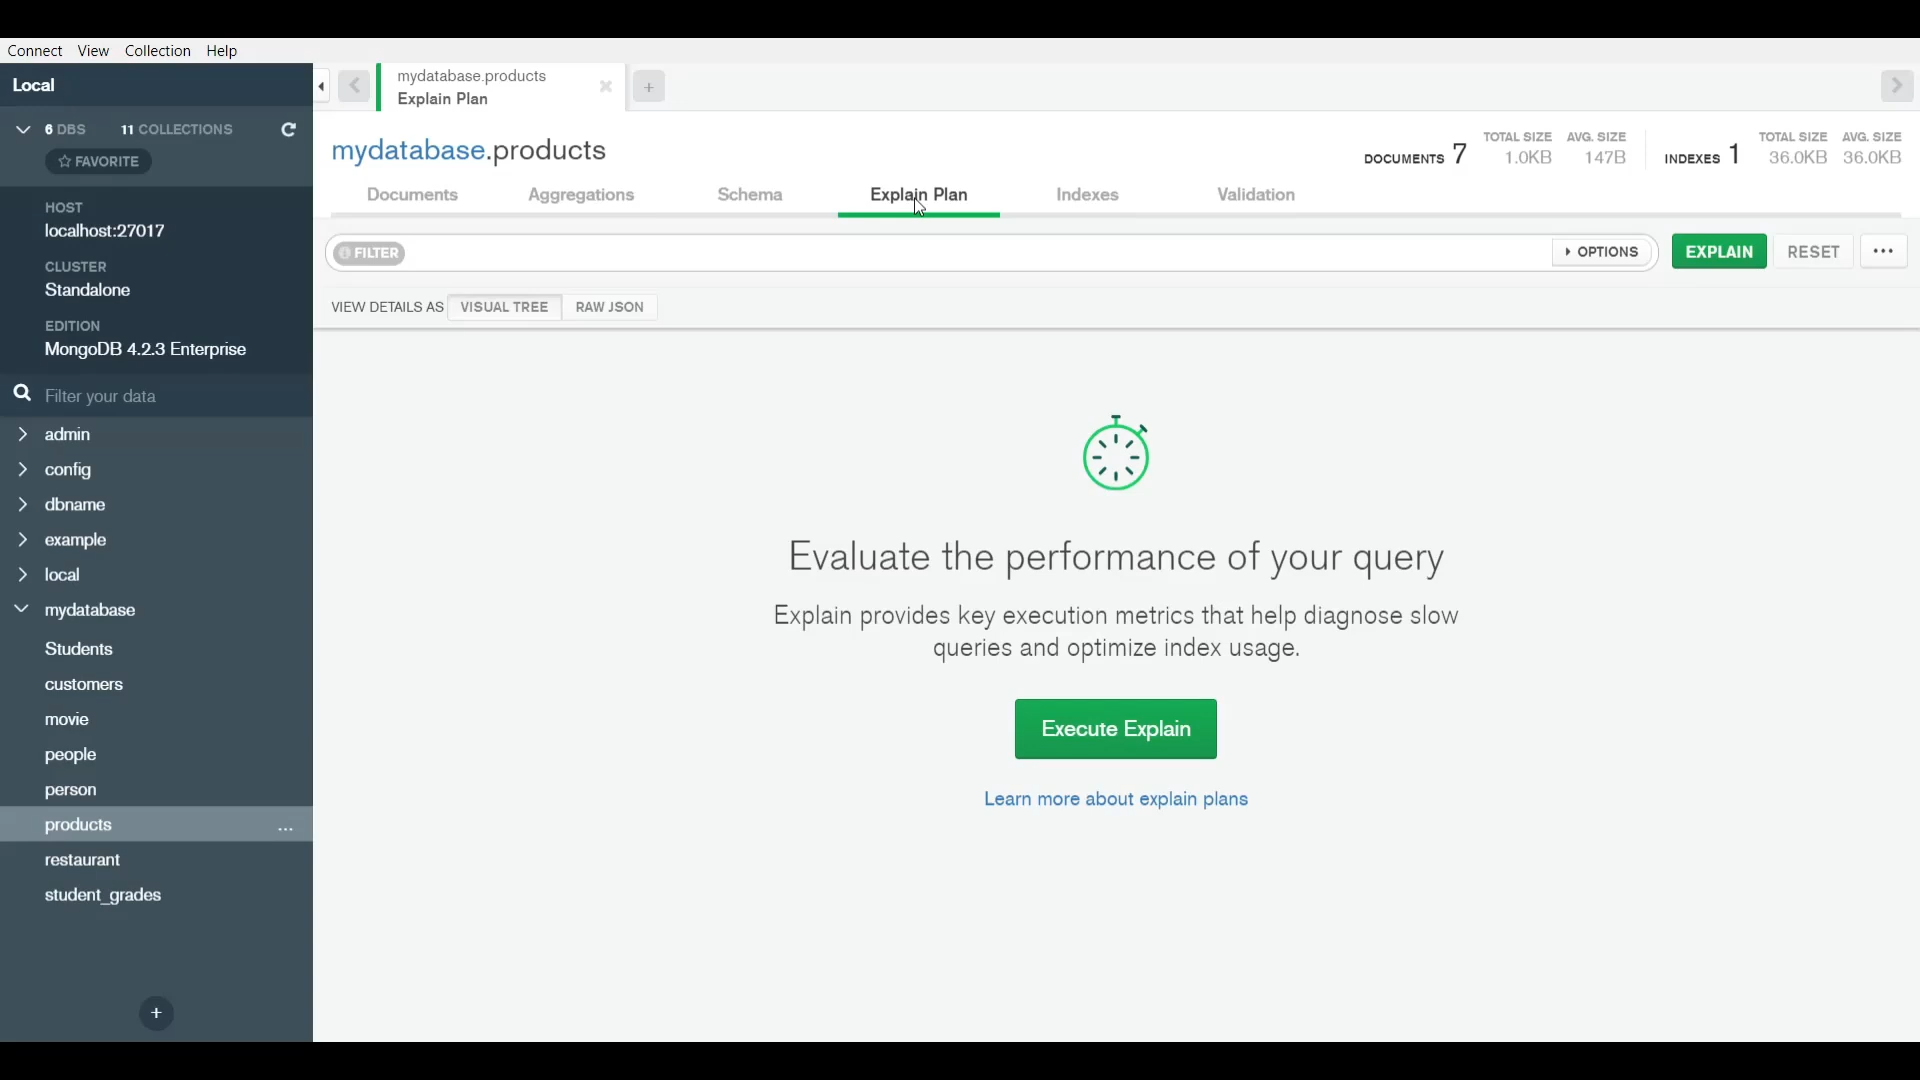 Connect View Collection Help
Local
6 DBS 11 COLLECTIONS
FAVORITE
HOST
localhost:27017
CLUSTER
Standalone
EDITION
MongoDB 4.2.3 Enterprise
Filter your data
admin
config
dbname
example
local
mydatabase
Students
customers
movie
people
person
products ...
restaurant
student_grades
+
mydatabase.products
Explain Plan
+
mydatabase.products
DOCUMENTS 7 TOTAL SIZE 1.0KB AVG. SIZE 147B INDEXES 1 TOTAL SIZE 36.0KB AVG. SIZE 36.0KB
Documents Aggregations Schema Explain Plan Indexes Validation
FILTER OPTIONS EXPLAIN RESET ...
VIEW DETAILS AS VISUAL TREE RAW JSON
Evaluate the performance of your query
Explain provides key execution metrics that help diagnose slow
queries and optimize index usage.
Execute Explain
Learn more about explain plans